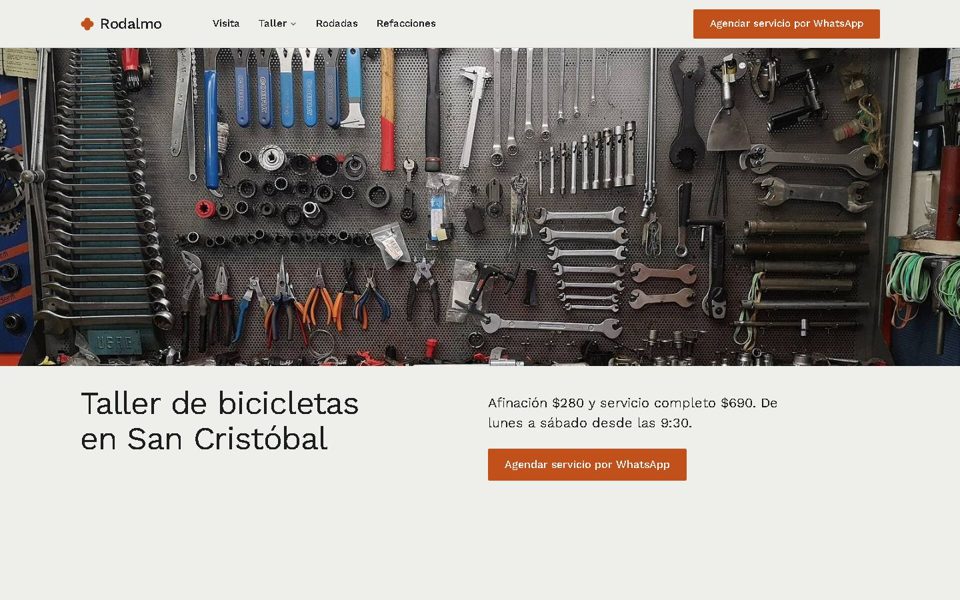 Rodalmo
Visita
Taller
Rodadas
Refacciones
Agendar servicio por WhatsApp
Taller de bicicletas
en San Cristóbal
Afinación $280 y servicio completo $690. De
lunes a sábado desde las 9:30.
Agendar servicio por WhatsApp